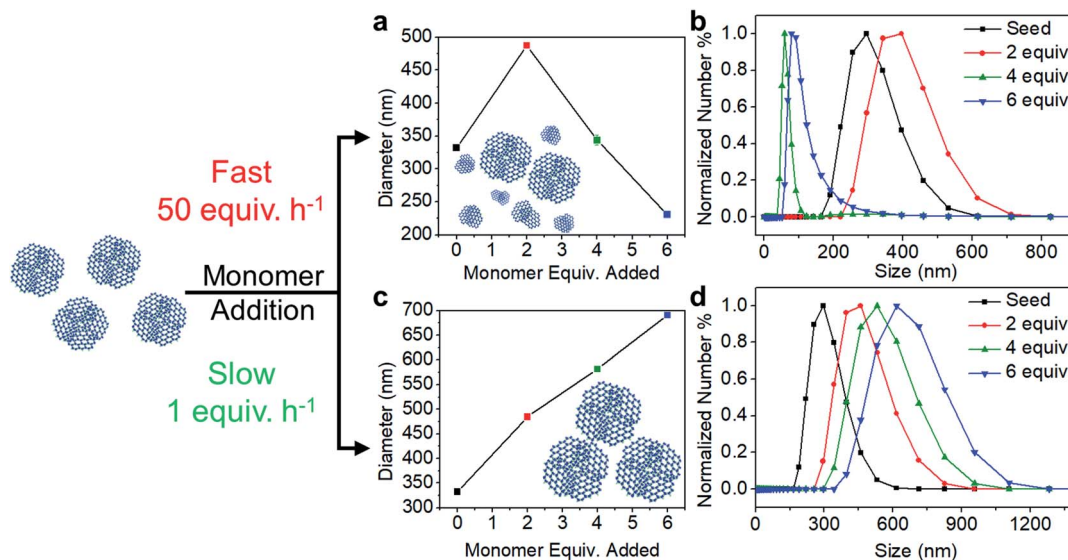 Fast
50 equiv. h-1
Monomer
Addition
Slow
1 equiv. h-1
a
Diameter (nm)
500
450
400
350
300
250
200
0 1 2 3 4 5 6
Monomer Equiv. Added
b
Normalized Number %
1.0
0.8
0.6
0.4
0.2
0.0
0 200 400 600 800
Size (nm)
Seed
2 equiv
4 equiv
6 equiv
c
Diameter (nm)
700
650
600
550
500
450
400
350
300
0 1 2 3 4 5 6
Monomer Equiv. Added
d
Normalized Number %
1.0
0.8
0.6
0.4
0.2
0.0
0 300 600 900 1200
Size (nm)
Seed
2 equiv
4 equiv
6 equiv